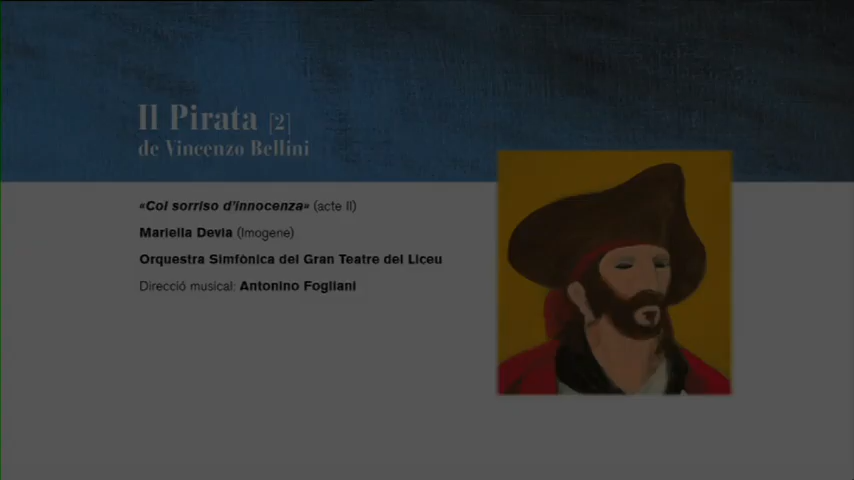 Il Pirata [2]
de Vincenzo Bellini
«Col sorriso d'innocenza» (acte II)
Mariella Devia (Imogene)
Orquestra Simfònica del Gran Teatre del Liceu
Direcció musical: Antonino Fogliani